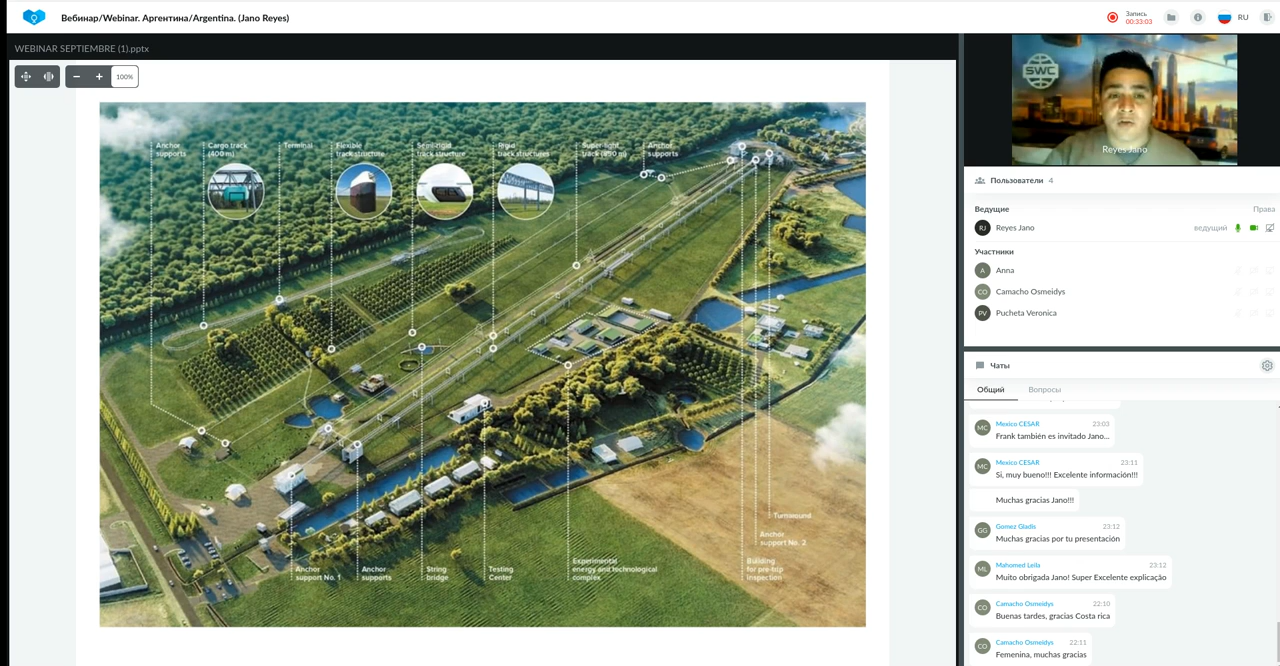 Вебинар/Webinar. Аргентина/Argentina. (Jano Reyes)
Запись
00:33:03
RU
WEBINAR SEPTIEMBRE (1).pptx
100%
Anchor
supports
Cargo track
(400 m)
Terminal
Flexible
track structure
Semi-rigid
track structure
Rigid
track structures
Super-light
track (850 m)
Anchor
supports
Turnround
Anchor
support No. 2
Anchor
support No. 1
Anchor
supports
String
bridge
Testing
Center
Experimental
energy and technological
complex
Building
for pre-trip
inspection
SWC
Reyes Jano
Пользователи 4
Ведущие Права
RJ Reyes Jano ведущий
Участники
A Anna
CO Camacho Osmeidys
PV Pucheta Veronica
Чаты
Общий Вопросы
MC Mexico CESAR 23:03
Frank también es invitado Jano...
MC Mexico CESAR 23:11
Si, muy bueno!!! Excelente información!!!
Muchas gracias Jano!!!
GG Gomez Gladis 23:12
Muchas gracias por tu presentación
ML Mahomed Leila 23:12
Muito obrigada Jano! Super Excelente explicação
CO Camacho Osmeidys 22:10
Buenas tardes, gracias Costa rica
CO Camacho Osmeidys 22:11
Femenina, muchas gracias